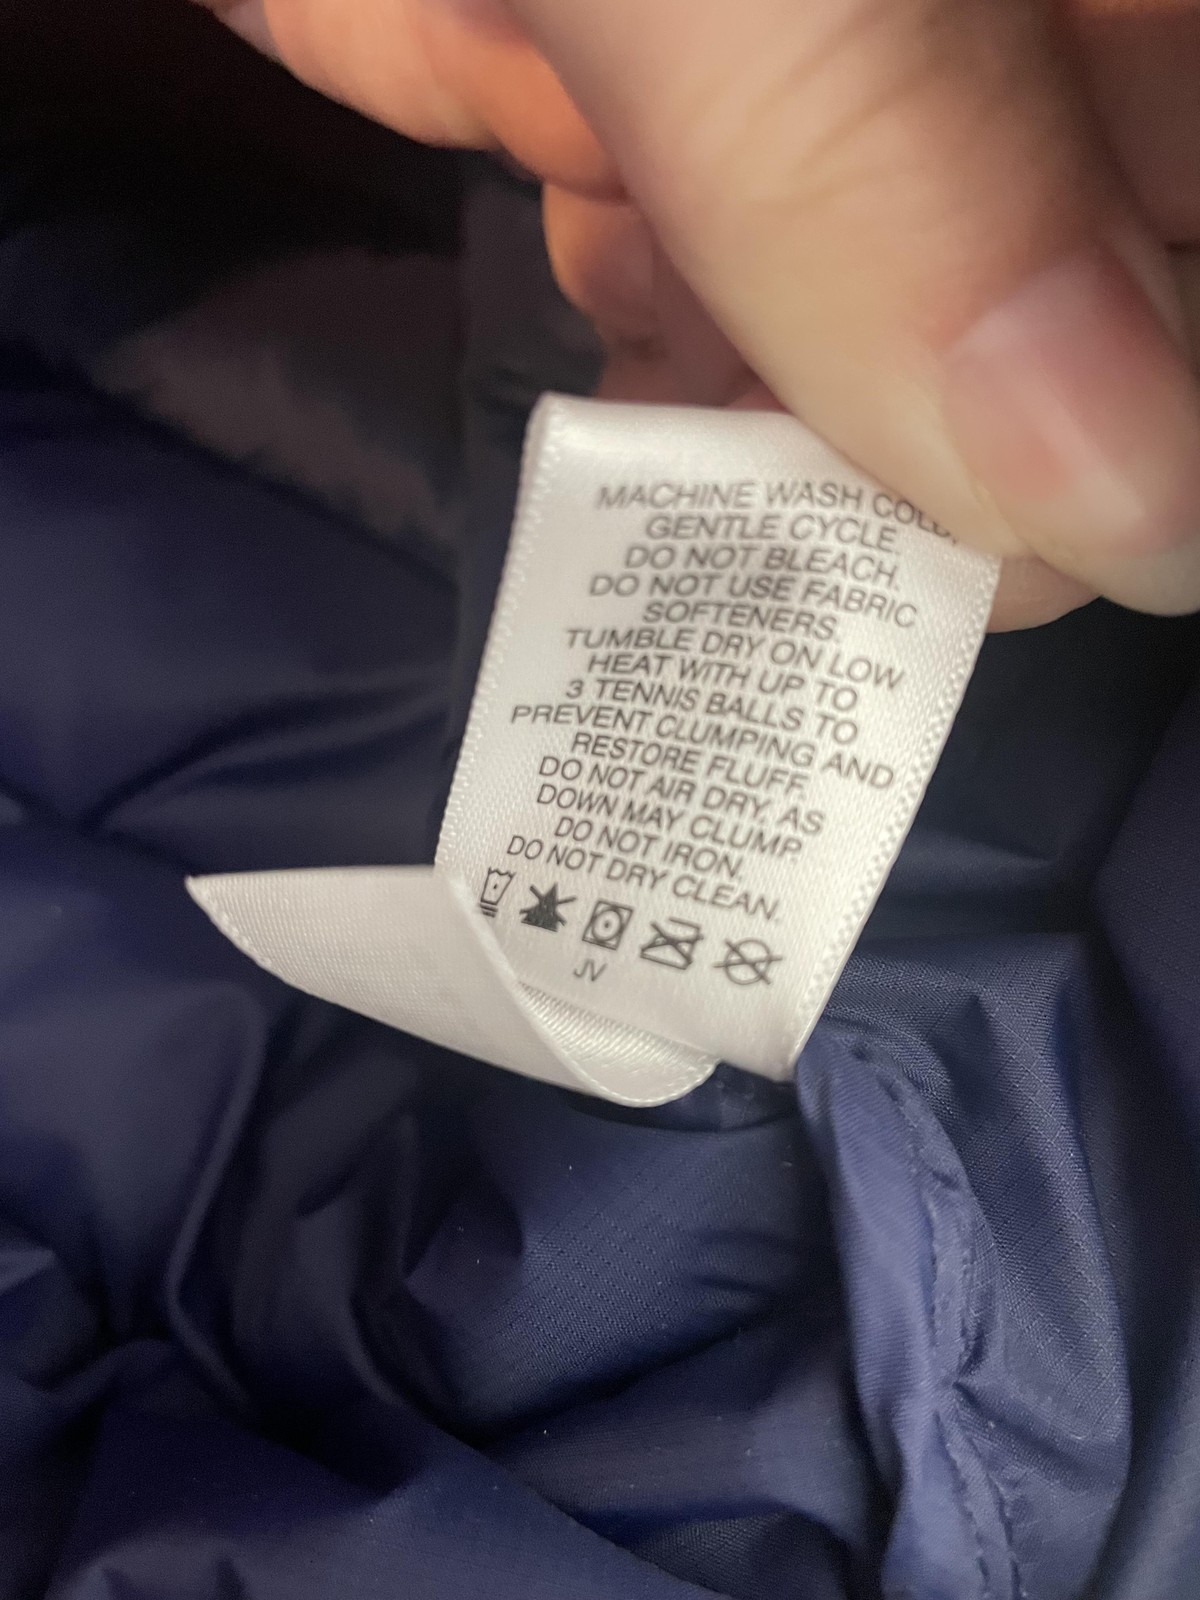 MACHINE WASH COLD,
GENTLE CYCLE.
DO NOT BLEACH.
DO NOT USE FABRIC
SOFTENERS.
TUMBLE DRY ON LOW
HEAT WITH UP TO
3 TENNIS BALLS TO
PREVENT CLUMPING AND
RESTORE FLUFF.
DO NOT AIR DRY, AS
DOWN MAY CLUMP.
DO NOT IRON.
DO NOT DRY CLEAN.
JV